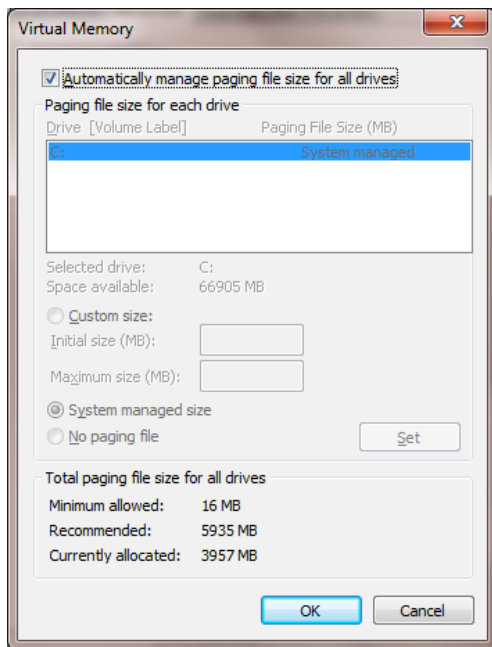 Virtual Memory
Automatically manage paging file size for all drives
Paging file size for each drive
Drive [Volume Label] Paging File Size (MB)
C: System managed
Selected drive: C:
Space available: 66905 MB
Custom size:
Initial size (MB):
Maximum size (MB):
System managed size
No paging file Set
Total paging file size for all drives
Minimum allowed: 16 MB
Recommended: 5935 MB
Currently allocated: 3957 MB
OK Cancel